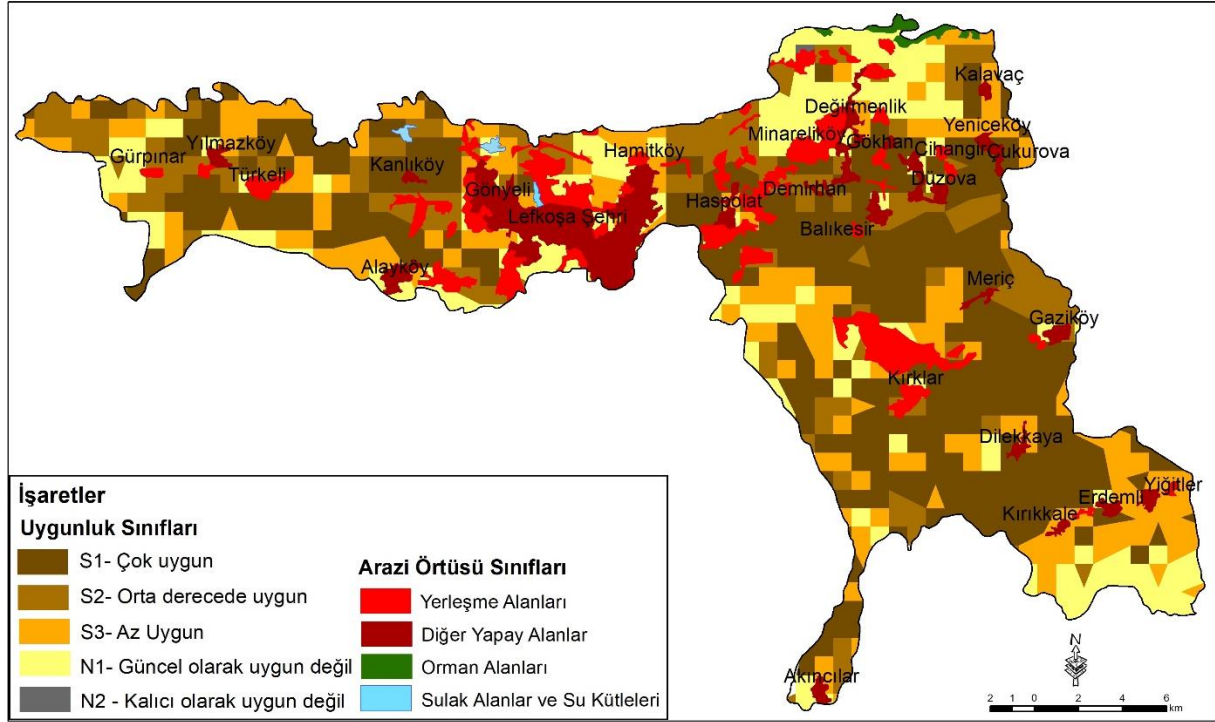 Kalavaç
Değirmenlik
Yeniceköy
Minareliköy
Gökhan
Cihangir
Çukurova
Hamitköy
Yılmazköy
Gürpınar
Türkeli
Kanlıköy
Gönyeli
Demirhan
Düzova
Haspolat
Lefkoşa Şehri
Balıkesir
Alayköy
Meriç
Gaziköy
Kırklar
Dilekkaya
Yiğitler
Erdemli
Kırıkkale
Akıncılar
İşaretler
Uygunluk Sınıfları
S1- Çok uygun
S2- Orta derecede uygun
S3- Az Uygun
N1- Güncel olarak uygun değil
N2 - Kalıcı olarak uygun değil
Arazi Örtüsü Sınıfları
Yerleşme Alanları
Diğer Yapay Alanlar
Orman Alanları
Sulak Alanlar ve Su Kütleleri
N
2 1 0 2 4 6
km